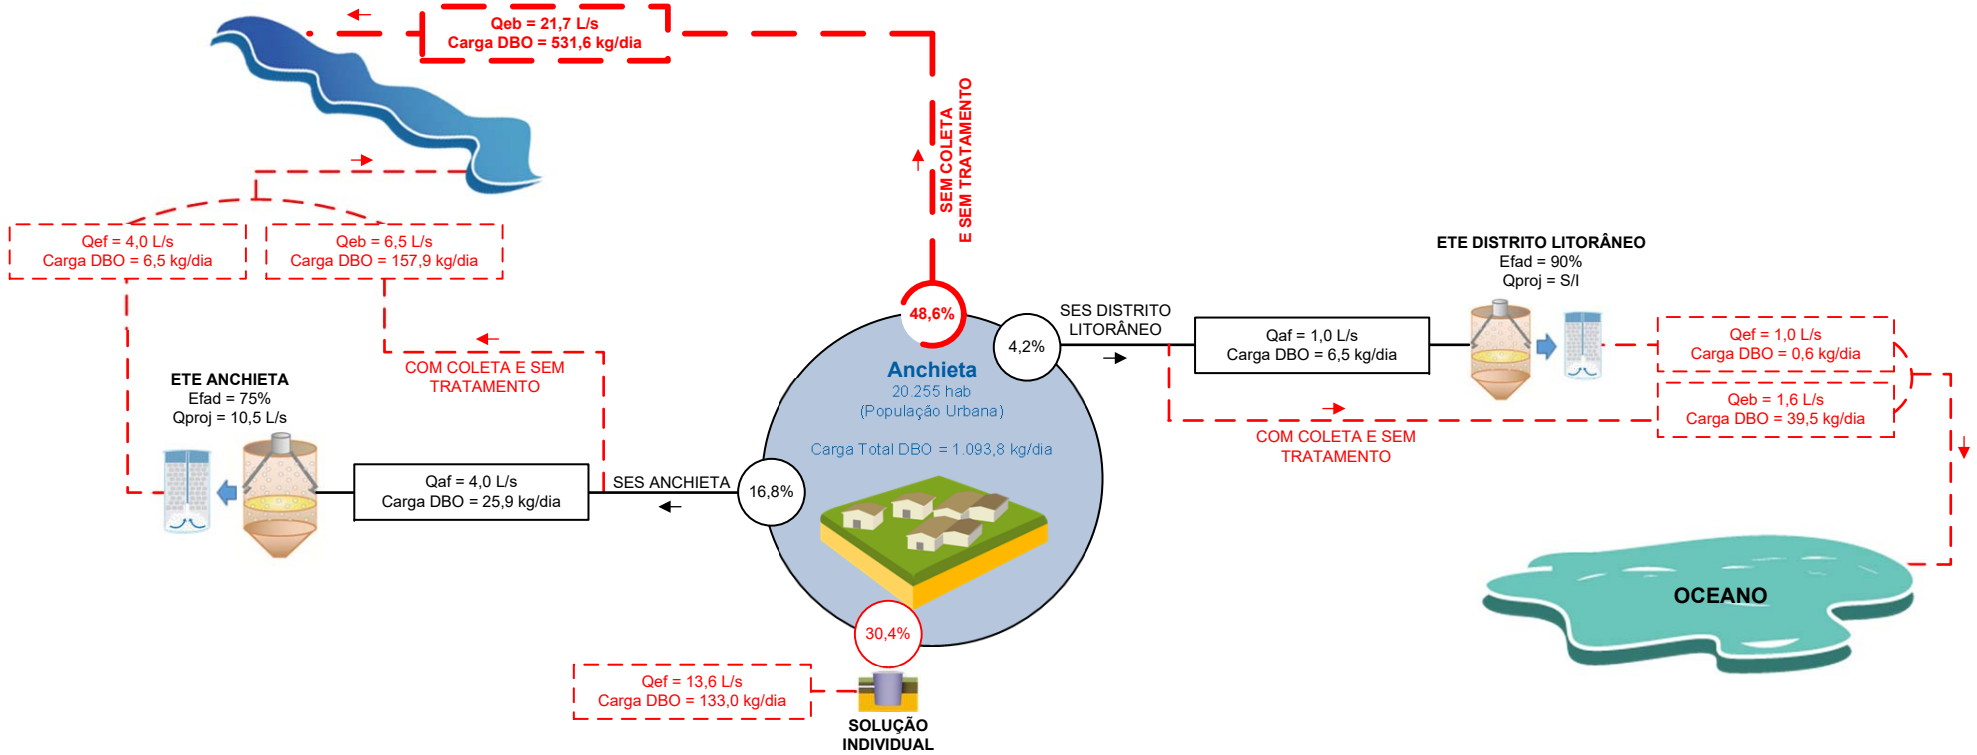 Qeb = 21,7 L/s
Carga DBO = 531,6 kg/dia
SEM COLETA
E SEM TRATAMENTO
Qef = 4,0 L/s
Carga DBO = 6,5 kg/dia
Qeb = 6,5 L/s
Carga DBO = 157,9 kg/dia
ETE DISTRITO LITORÂNEO
Efad = 90%
Qproj = S/I
48,6%
SES DISTRITO
LITORÂNEO
4,2%
Qaf = 1,0 L/s
Carga DBO = 6,5 kg/dia
Qef = 1,0 L/s
Carga DBO = 0,6 kg/dia
COM COLETA E SEM
TRATAMENTO
Anchieta
20.255 hab
(População Urbana)
Carga Total DBO = 1.093,8 kg/dia
ETE ANCHIETA
Efad = 75%
Qproj = 10,5 L/s
Qeb = 1,6 L/s
Carga DBO = 39,5 kg/dia
COM COLETA E SEM
TRATAMENTO
Qaf = 4,0 L/s
Carga DBO = 25,9 kg/dia
SES ANCHIETA
16,8%
OCEANO
30,4%
Qef = 13,6 L/s
Carga DBO = 133,0 kg/dia
SOLUÇÃO
INDIVIDUAL